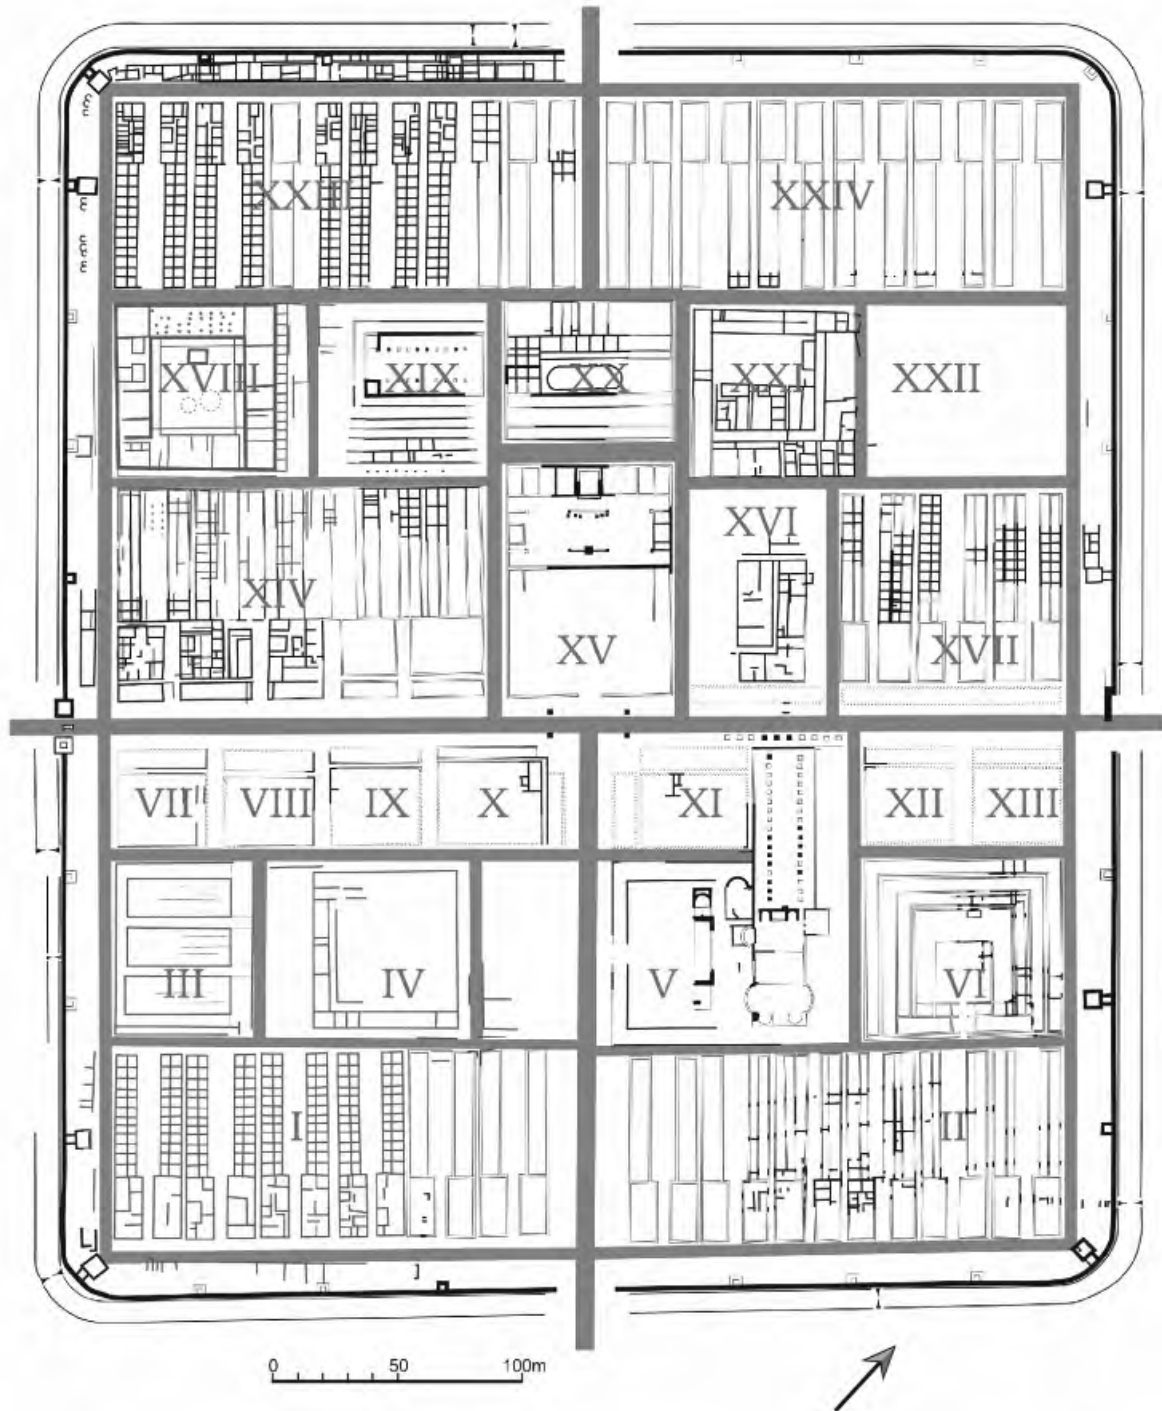 XXIII XXIV
XVIII XIX XX XXI XXII
XVI
XIV XV XVII
VII VIII IX X XI XII XIII
III IV V VI
I II
0 50 100m